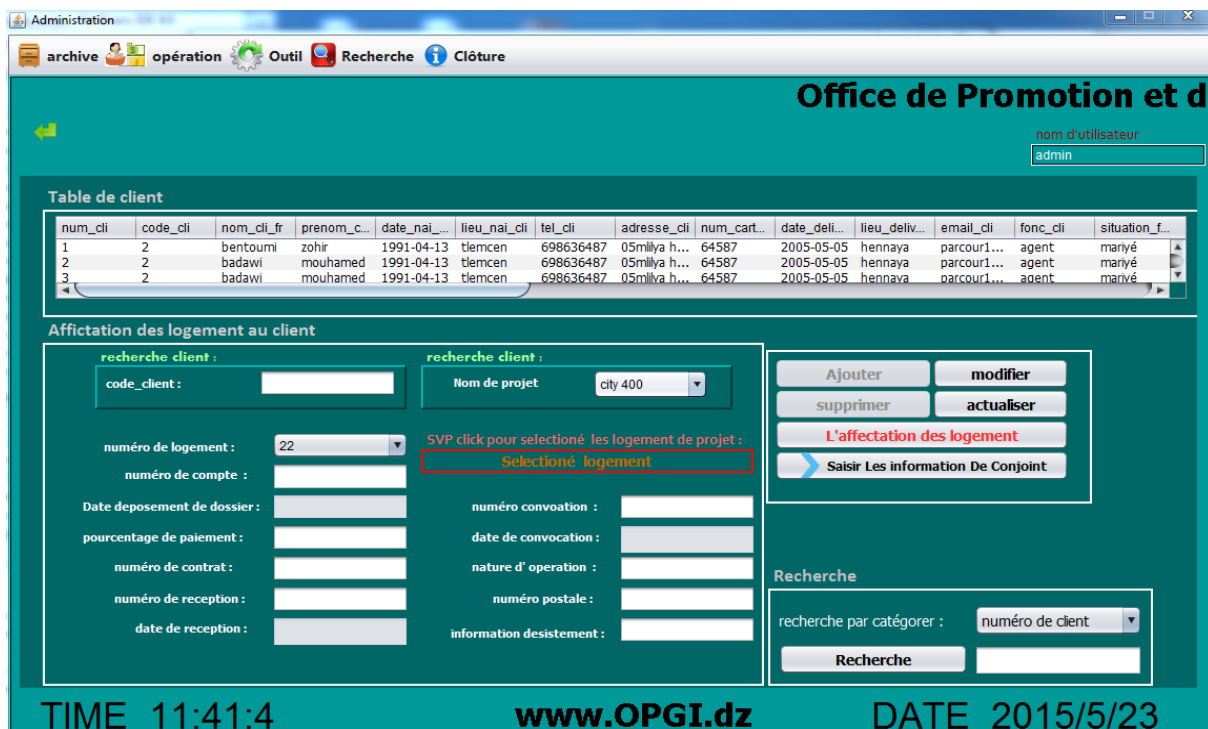 Administration
archive opération Outil Recherche Clôture
Office de Promotion et d
nom d'utilisateur
admin
Table de client
num_cli code_cli nom_cli_fr prenom_c... date_nai_... lieu_nai_cli tel_cli adresse_cli num_cart... date_deli... lieu_deliv... email_cli fonc_cli situation_f...
1 2 bentoumi zohir 1991-04-13 tlemcen 698636487 05mlilya h... 64587 2005-05-05 hennaya parcour1... agent mariyé
2 2 badawi mouhamed 1991-04-13 tlemcen 698636487 05mlilya h... 64587 2005-05-05 hennaya parcour1... agent mariyé
3 2 badawi mouhamed 1991-04-13 tlemcen 698636487 05mlilya h... 64587 2005-05-05 hennaya parcour1... agent mariyé
Affictation des logement au client
recherche client : recherche client :
code_client : Nom de projet city 400
Ajouter modifier
supprimer actualiser
L'affectation des logement
Saisir Les information De Conjoint
numéro de logement : 22 SVP click pour selectioné les logement de projet :
Selectioné logement
numéro de compte :
Date deposement de dossier : numéro convoation :
pourcentage de paiement : date de convocation :
numéro de contrat : nature d' operation :
numéro de reception : numéro postale :
date de reception : information desistement :
Recherche
recherche par catégorer : numéro de client
Recherche
TIME 11:41:4 www.OPGI.dz DATE 2015/5/23